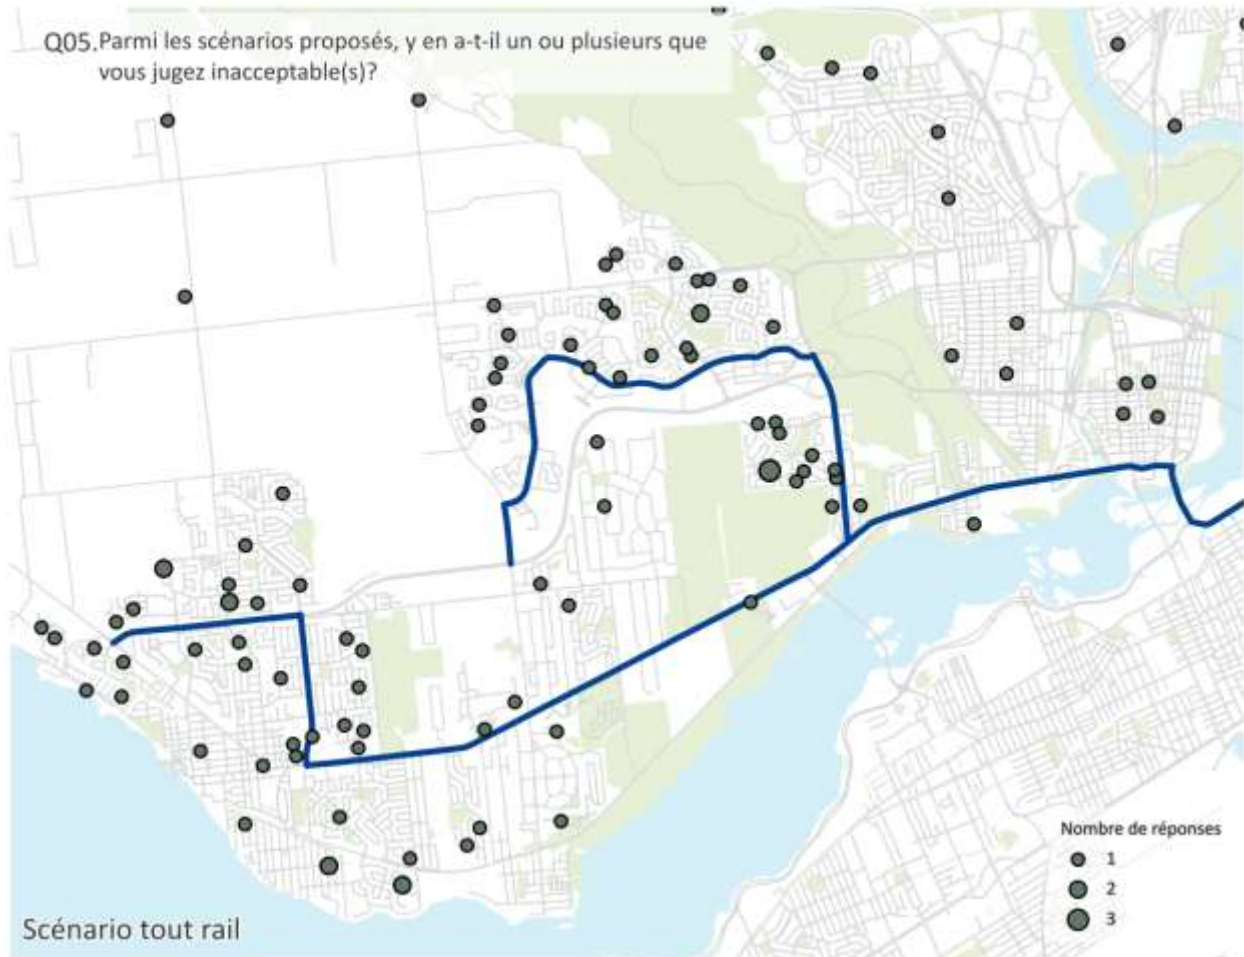 Q05.Parmi les scénarios proposés, y en a-t-il un ou plusieurs que
vous jugez inacceptable(s)?
Nombre de réponses
1
2
3
Scénario tout rail